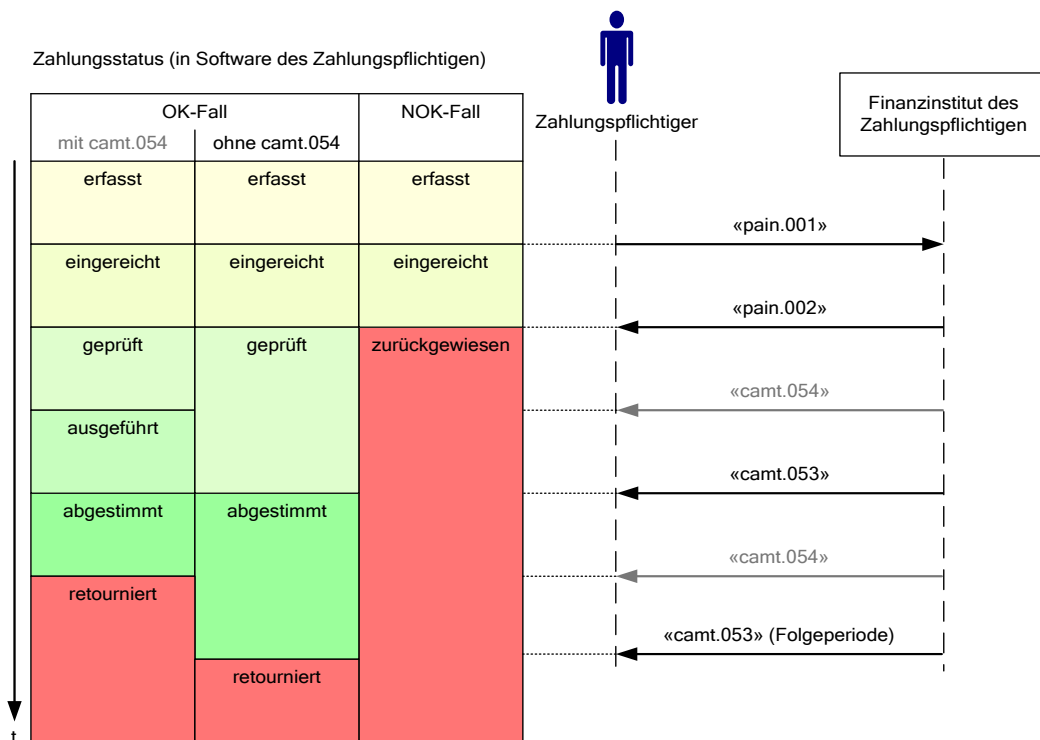 Zahlungsstatus (in Software des Zahlungspflichtigen)
OK-Fall
NOK-Fall
mit camt.054
ohne camt.054
Zahlungspflichtiger
Finanzinstitut des
Zahlungspflichtigen
erfasst
erfasst
erfasst
«pain.001»
eingereicht
eingereicht
eingereicht
«pain.002»
geprüft
geprüft
zurückgewiesen
«camt.054»
ausgeführt
«camt.053»
abgestimmt
abgestimmt
«camt.054»
retourniert
«camt.053» (Folgeperiode)
retourniert
t